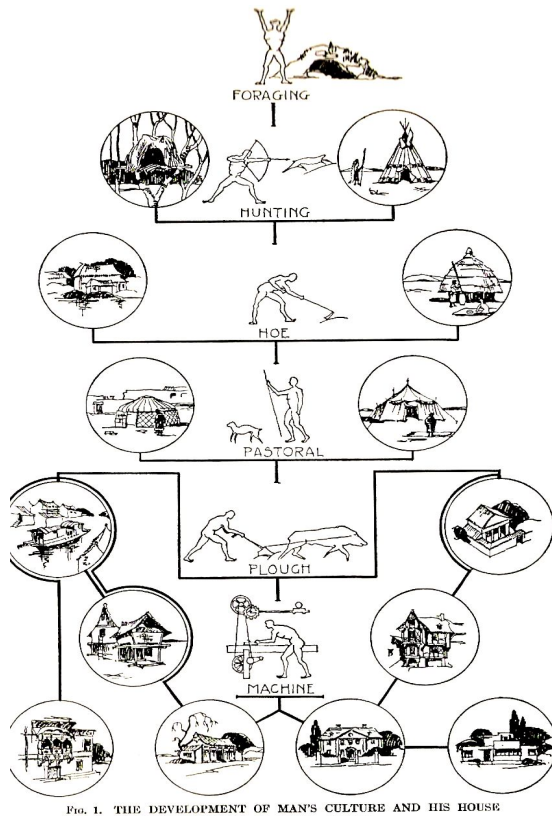 FORAGING
HUNTING
HOE
PASTORAL
PLOUGH
MACHINE
Fig. 1. THE DEVELOPMENT OF MAN'S CULTURE AND HIS HOUSE